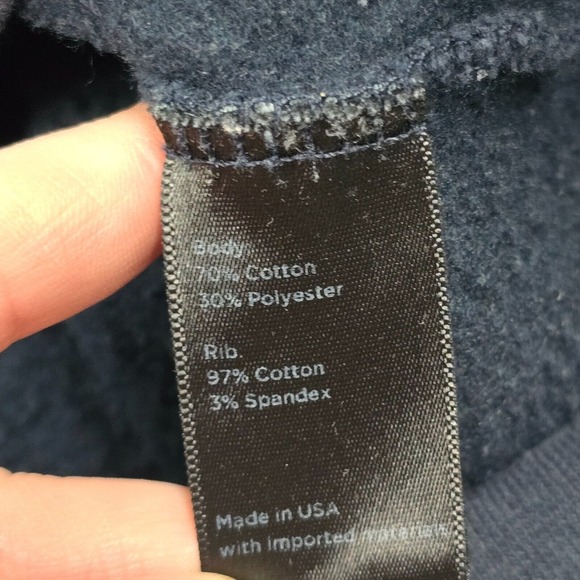 Body:
70% Cotton
30% Polyester
Rib:
97% Cotton
3% Spandex
Made in USA
with imported materials